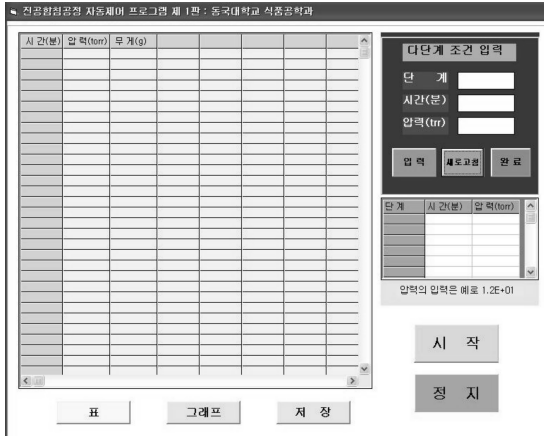 진공함침공정 자동제어 프로그램 제 1판 : 동국대학교 식품공학과
시 간(분) 압 력(torr) 무 게(g)
다단계 조건 입력
단 계
시간(분)
압력(trr)
입 력 새로고침 완 료
단 계 시 간(분) 압 력(torr)
압력의 입력은 예로 1.2E+01
시 작
정 지
표 그래프 저 장